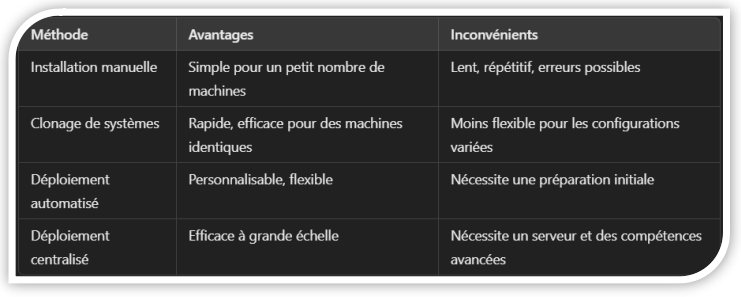 Méthode Avantages Inconvénients
Installation manuelle Simple pour un petit nombre de Lent, répétitif, erreurs possibles
machines
Clonage de systèmes Rapide, efficace pour des machines Moins flexible pour les configurations
identiques variées
Déploiement Personnalisable, flexible Nécessite une préparation initiale
automatisé
Déploiement Efficace à grande échelle Nécessite un serveur et des compétences
centralisé avancées